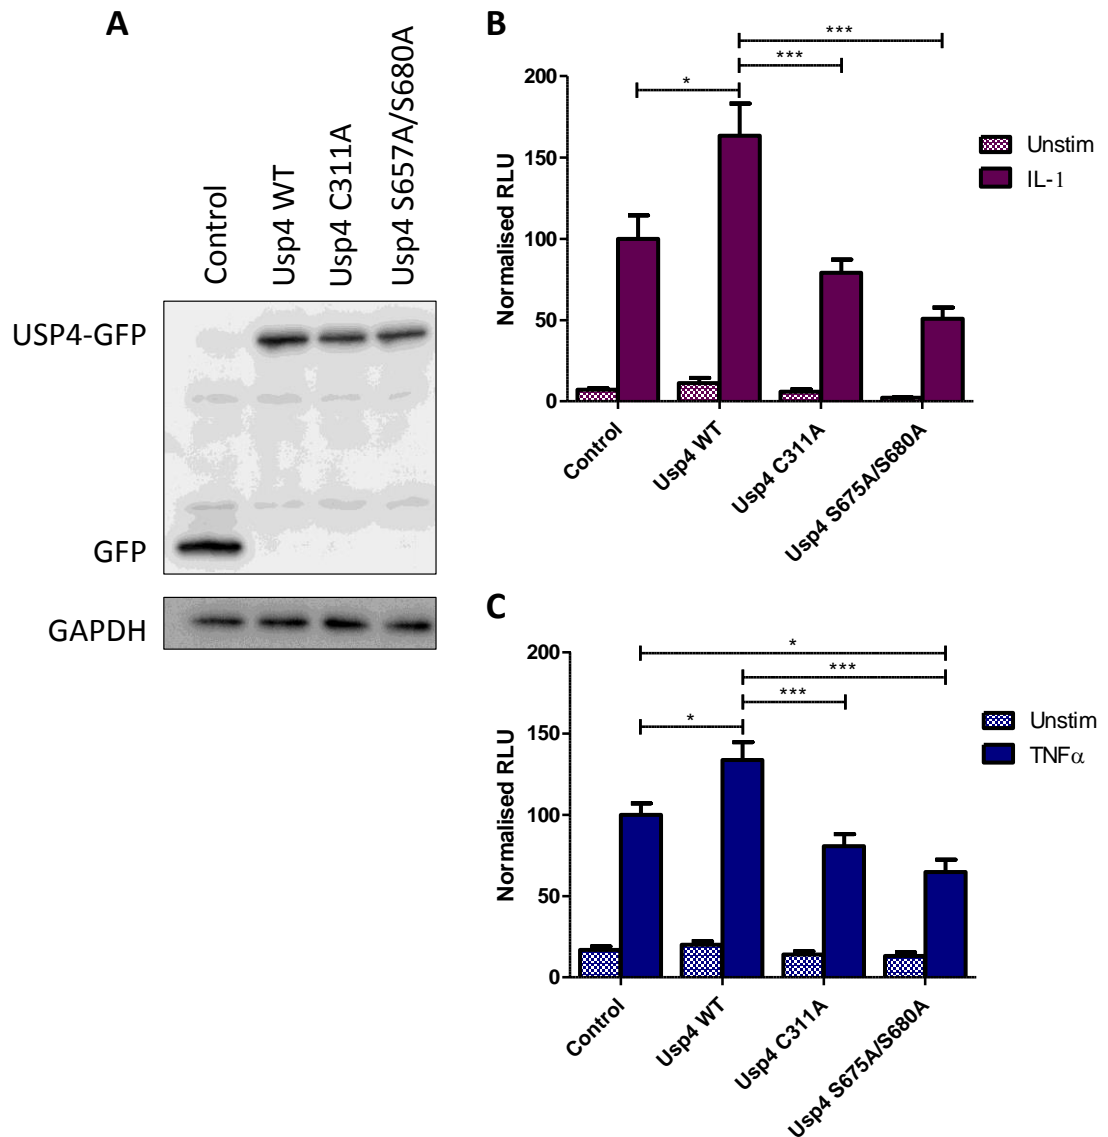 A
Control
Usp4 WT
Usp4 C311A
Usp4 S657A/S680A
USP4-GFP
GFP
GAPDH
B
***
***
*
200
150
100
50
0
Normalised RLU
Unstim
IL-1
Control
Usp4 WT
Usp4 C311A
Usp4 S675A/S680A
C
*
***
***
*
200
150
100
50
0
Normalised RLU
Unstim
TNFα
Control
Usp4 WT
Usp4 C311A
Usp4 S675A/S680A